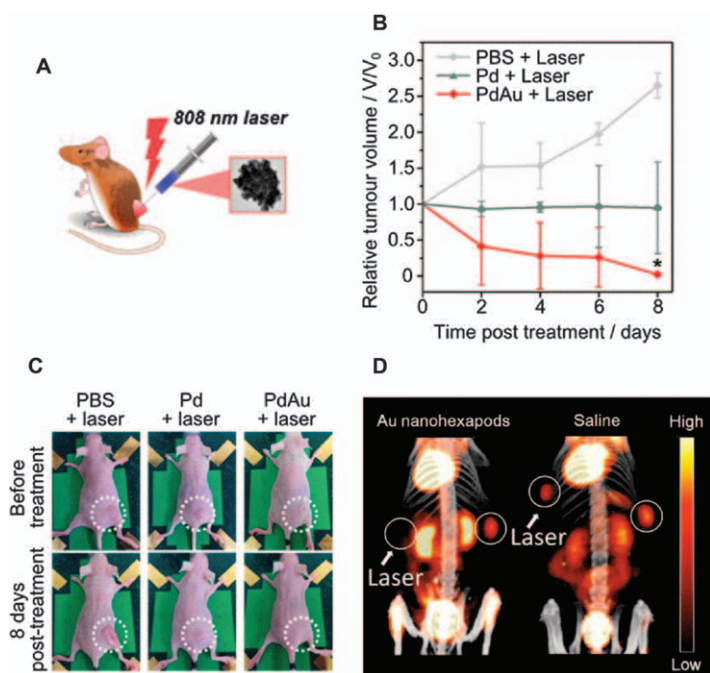 A
808 nm laser
B
Relative tumour volume / V/V₀
3.0
2.5
2.0
1.5
1.0
0.5
0
PBS + Laser
Pd + Laser
PdAu + Laser
*
0 2 4 6 8
Time post treatment / days
C
PBS Pd PdAu
+ laser + laser + laser
Before
treatment
8 days
post-treatment
D
Au nanohexapods Saline High
Laser Laser
Low